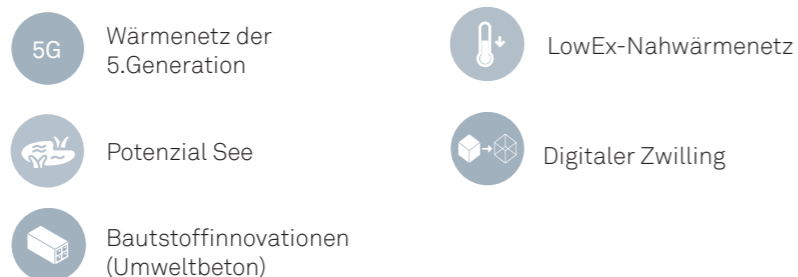 5G
Wärmenetz der
5.Generation
Potenzial See
Bautstoffinnovationen
(Umweltbeton)
LowEx-Nahwärmenetz
Digitaler Zwilling